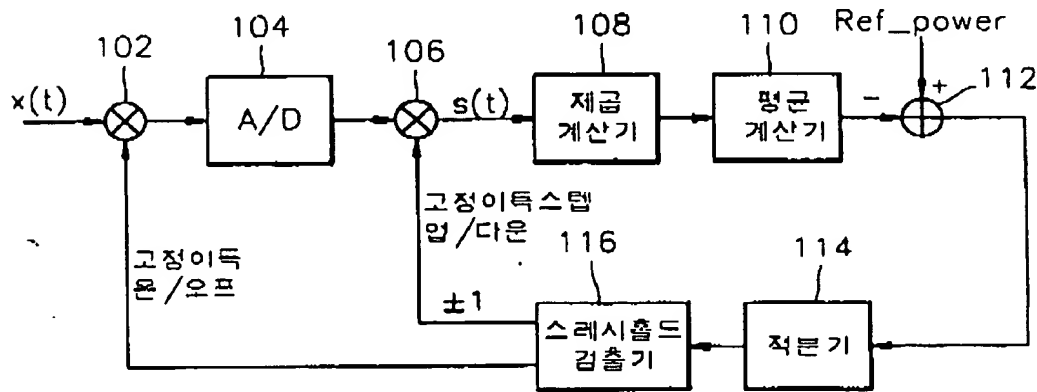 102
104
106
108
110
Ref_power
x(t)
A/D
s(t)
제곱
계산기
평균
계산기
-
+
112
고정이득스텝
업/다운
고정이득
온/오프
±1
116
스레시홀드
검출기
114
적분기